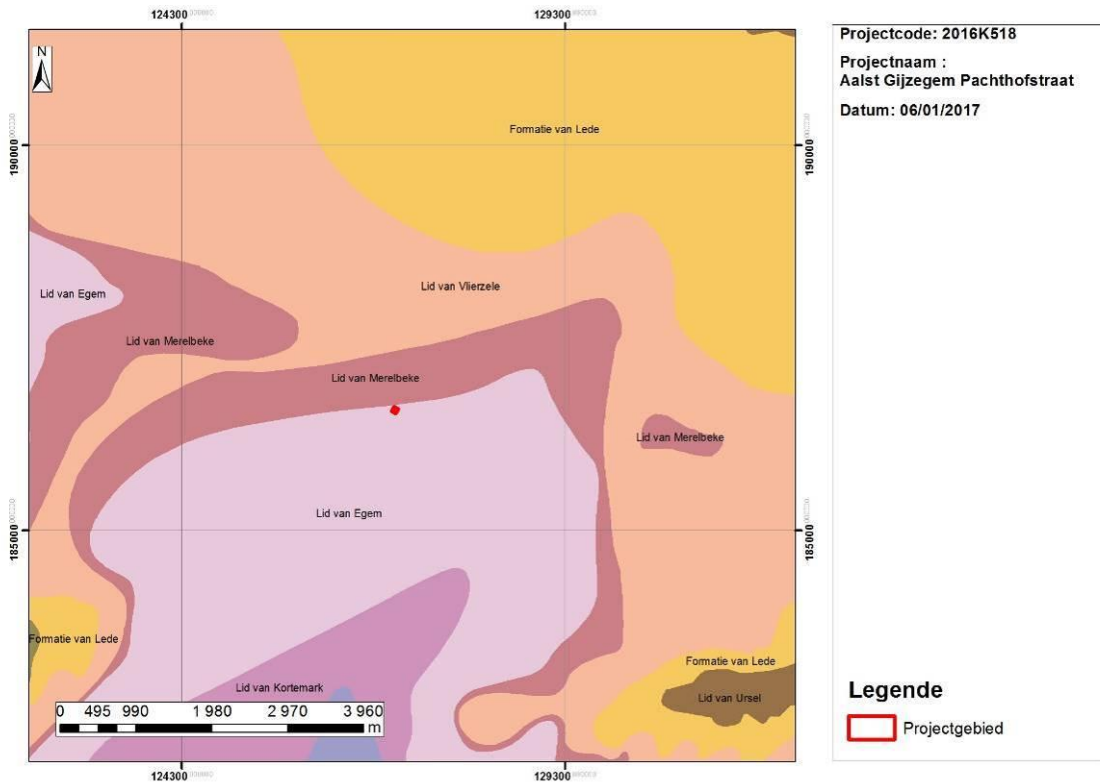 124300
129300
N
190000
190000
Formatie van Lede
Lid van Egem
Lid van Vlierzele
Lid van Merelbeke
Lid van Merelbeke
Lid van Merelbeke
Lid van Egem
185000
185000
Formatie van Lede
Formatie van Lede
Lid van Ursel
Lid van Kortemark
0 495 990 1 980 2 970 3 960
m
124300
129300
Projectcode: 2016K518
Projectnaam :
Aalst Gijzegem Pachthofstraat
Datum: 06/01/2017
Legende
Projectgebied